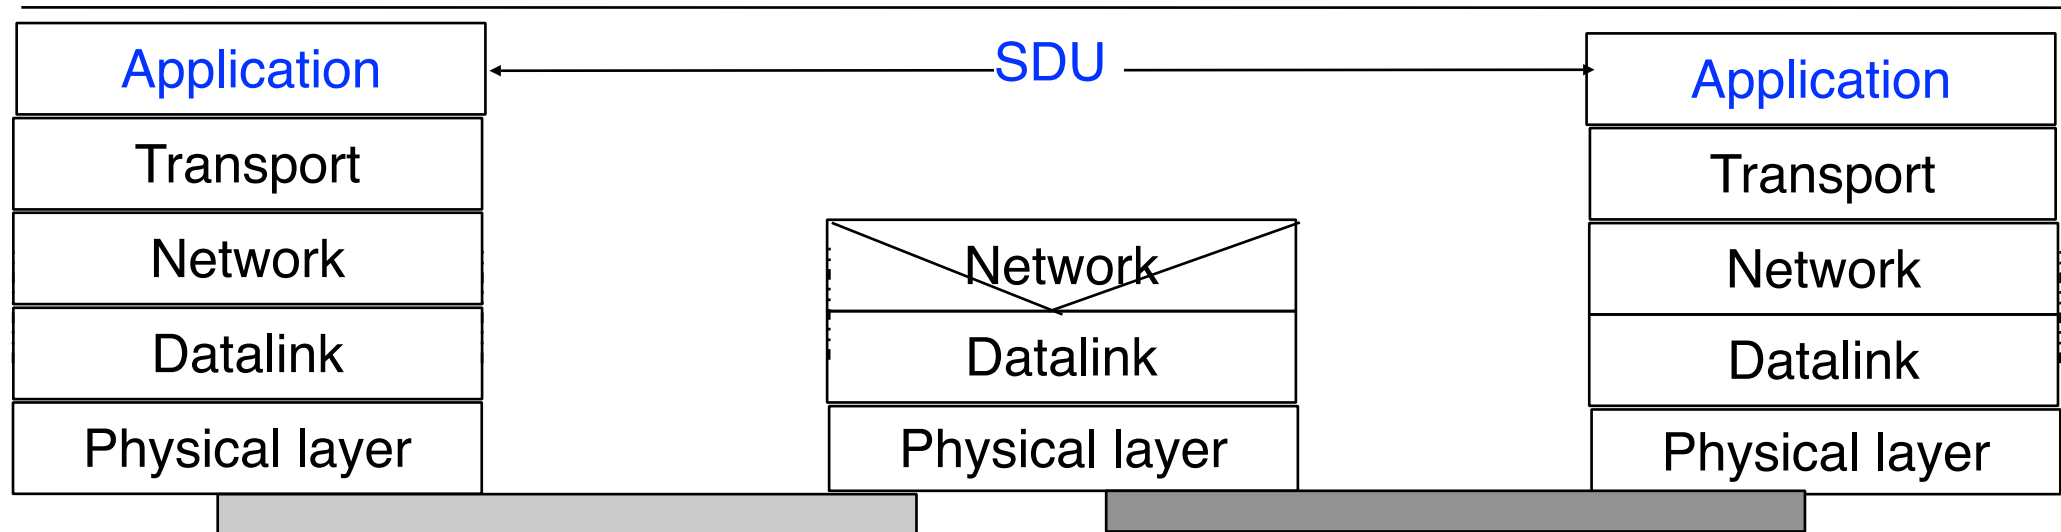 Application
Transport
Network
Datalink
Physical layer
SDU
Network
Datalink
Physical layer
Application
Transport
Network
Datalink
Physical layer